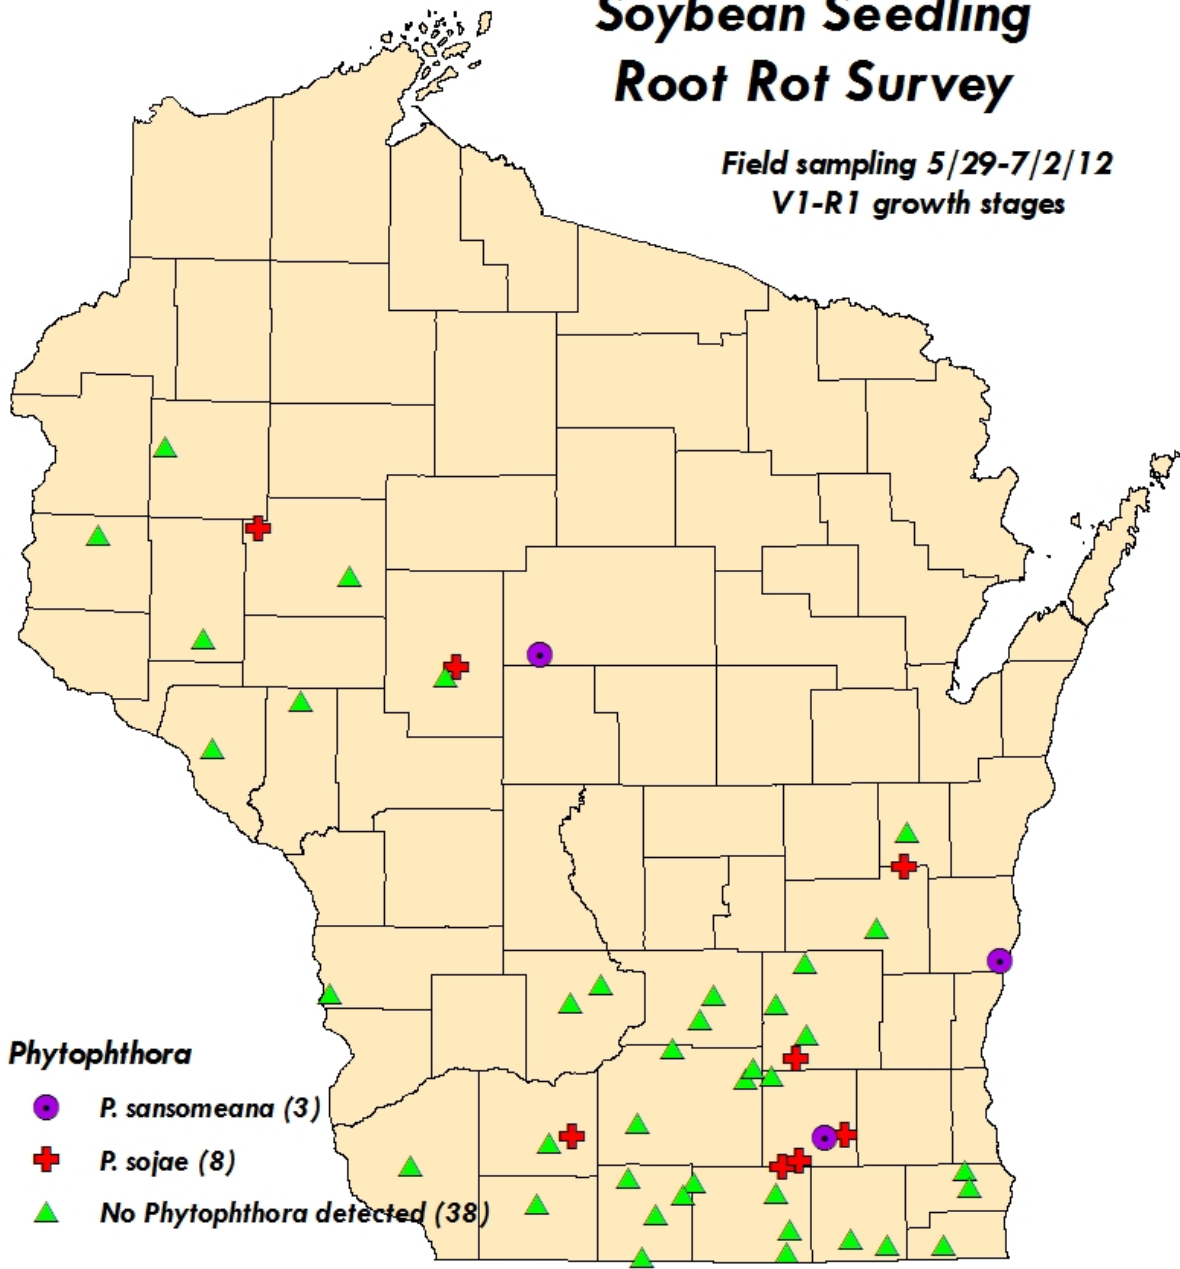 Soybean Seedling
Root Rot Survey
Field sampling 5/29-7/2/12
V1-R1 growth stages
Phytophthora
P. sansomeana (3)
P. sojae (8)
No Phytophthora detected (38)